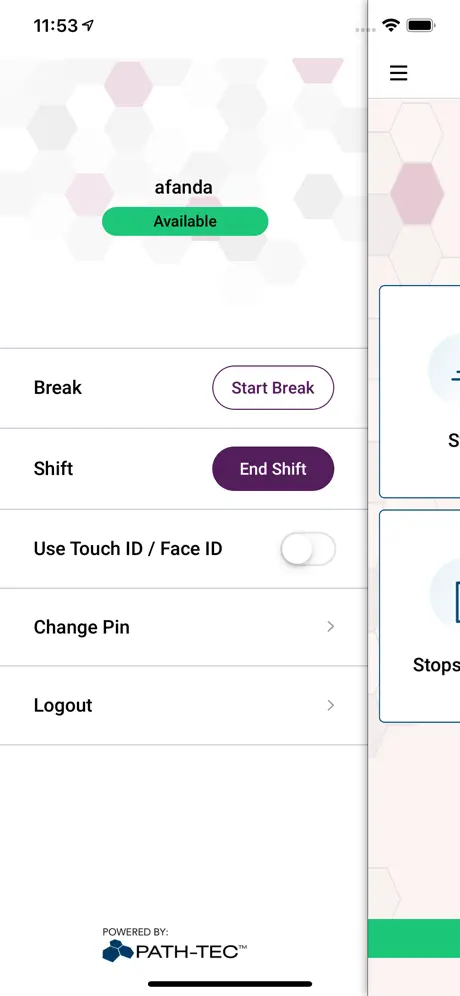 11:53
afanda
Available
Break
Start Break
Shift
End Shift
Use Touch ID / Face ID
Change Pin
Logout
S
Stops
POWERED BY:
PATH-TEC™